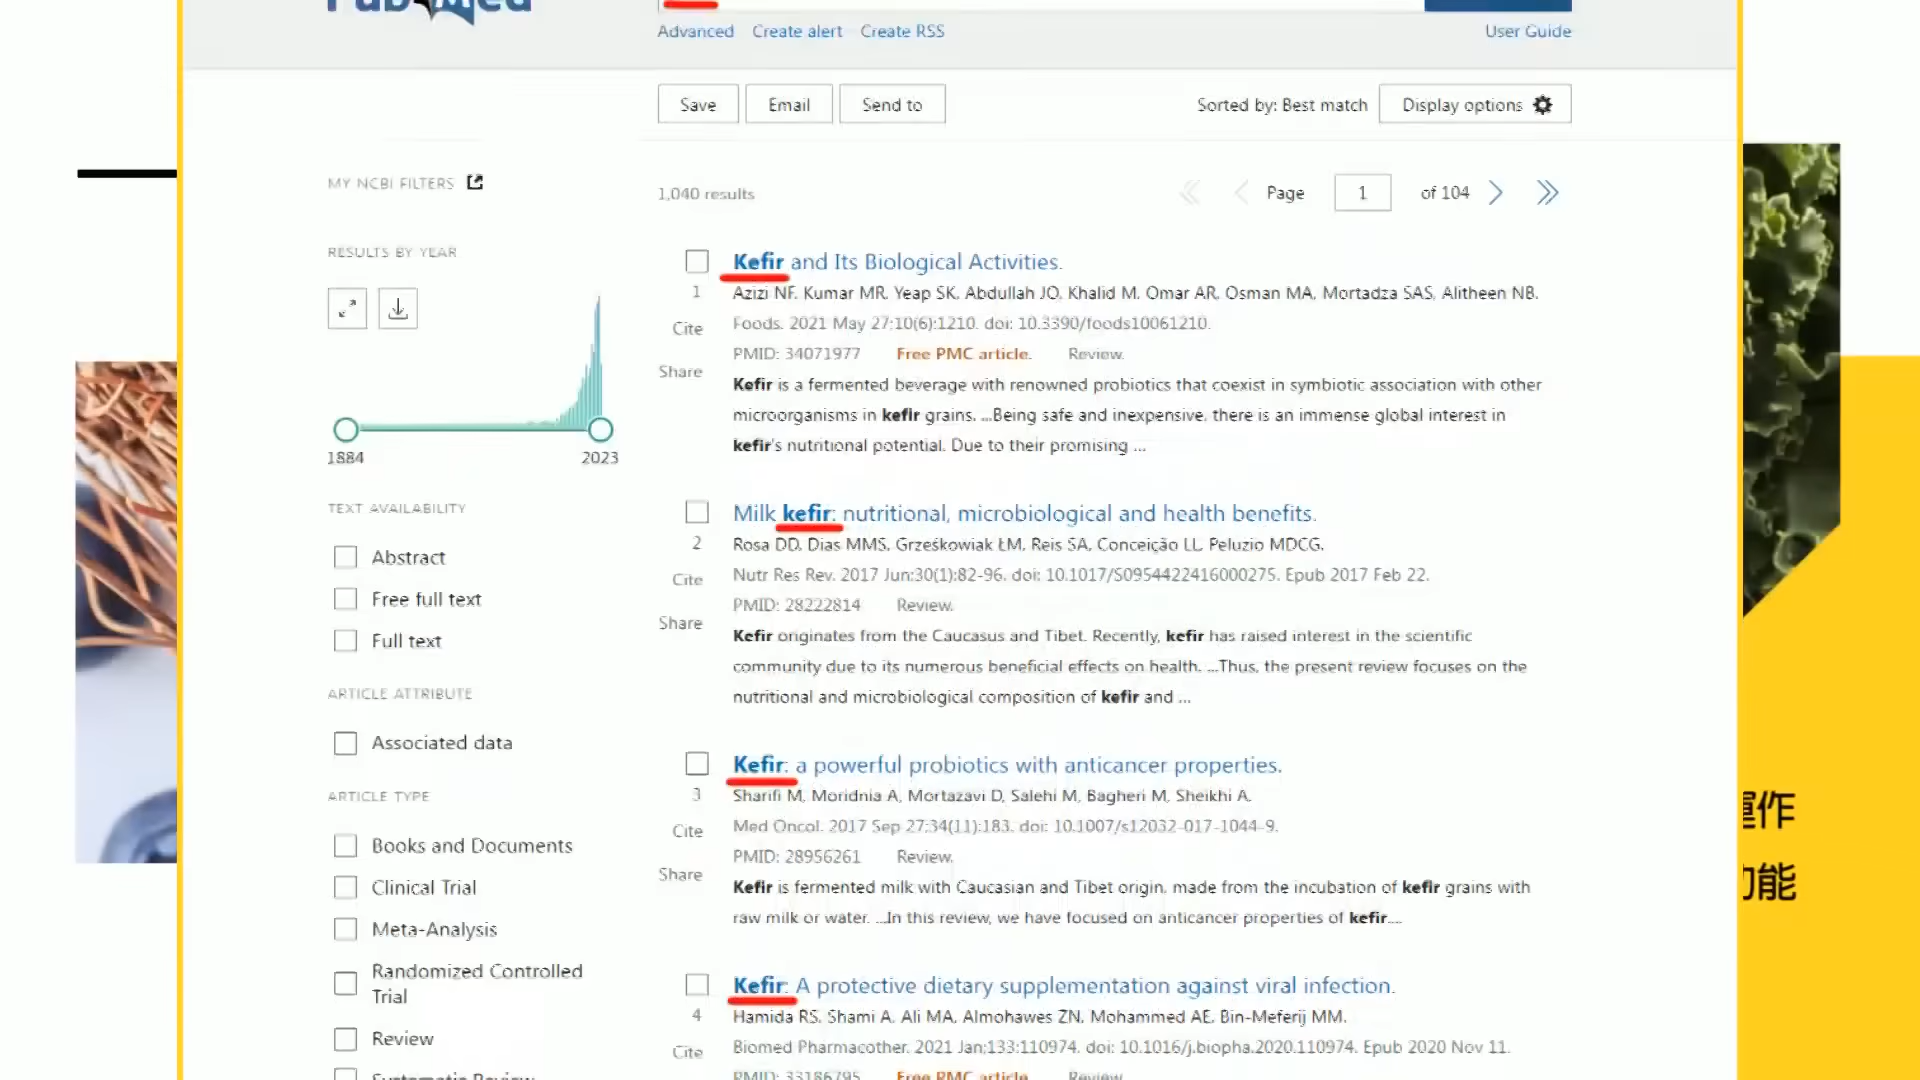 PubMed
Advanced Create alert Create RSS User Guide
Save Email Send to Sorted by: Best match Display options
MY NCBI FILTERS
1,040 results
Page 1 of 104
RESULTS BY YEAR
1884 2023
TEXT AVAILABILITY
Abstract
Free full text
Full text
ARTICLE ATTRIBUTE
Associated data
ARTICLE TYPE
Books and Documents
Clinical Trial
Meta-Analysis
Randomized Controlled
Trial
Review
Systematic Review
Kefir and Its Biological Activities.
1
Azizi NF, Kumar MR, Yeap SK, Abdullah JO, Khalid M, Omar AR, Osman MA, Mortadza SAS, Alitheen NB.
Cite
Foods. 2021 May 27;10(6):1210. doi: 10.3390/foods10061210.
PMID: 34071977 Free PMC article. Review.
Share
Kefir is a fermented beverage with renowned probiotics that coexist in symbiotic association with other
microorganisms in kefir grains. ...Being safe and inexpensive, there is an immense global interest in
kefir's nutritional potential. Due to their promising ...
Milk kefir: nutritional, microbiological and health benefits.
2
Rosa DD, Dias MMS, Grześkowiak ŁM, Reis SA, Conceição LL, Peluzio MDCG.
Cite
Nutr Res Rev. 2017 Jun;30(1):82-96. doi: 10.1017/S0954422416000275. Epub 2017 Feb 22.
PMID: 28222814 Review.
Share
Kefir originates from the Caucasus and Tibet. Recently, kefir has raised interest in the scientific
community due to its numerous beneficial effects on health. ...Thus, the present review focuses on the
nutritional and microbiological composition of kefir and ...
Kefir: a powerful probiotics with anticancer properties.
3
Sharifi M, Moridnia A, Mortazavi D, Salehi M, Bagheri M, Sheikhi A.
Cite
Med Oncol. 2017 Sep 27;34(11):183. doi: 10.1007/s12032-017-1044-9.
PMID: 28956261 Review.
Share
Kefir is fermented milk with Caucasian and Tibet origin, made from the incubation of kefir grains with
raw milk or water. ...In this review, we have focused on anticancer properties of kefir....
Kefir: A protective dietary supplementation against viral infection.
4
Hamida RS, Shami A, Ali MA, Almohawes ZN, Mohammed AE, Bin-Meferij MM.
Cite
Biomed Pharmacother. 2021 Jan;133:110974. doi: 10.1016/j.biopha.2020.110974. Epub 2020 Nov 11.
PMID: 33186795 Free PMC article. Review.
運作
功能